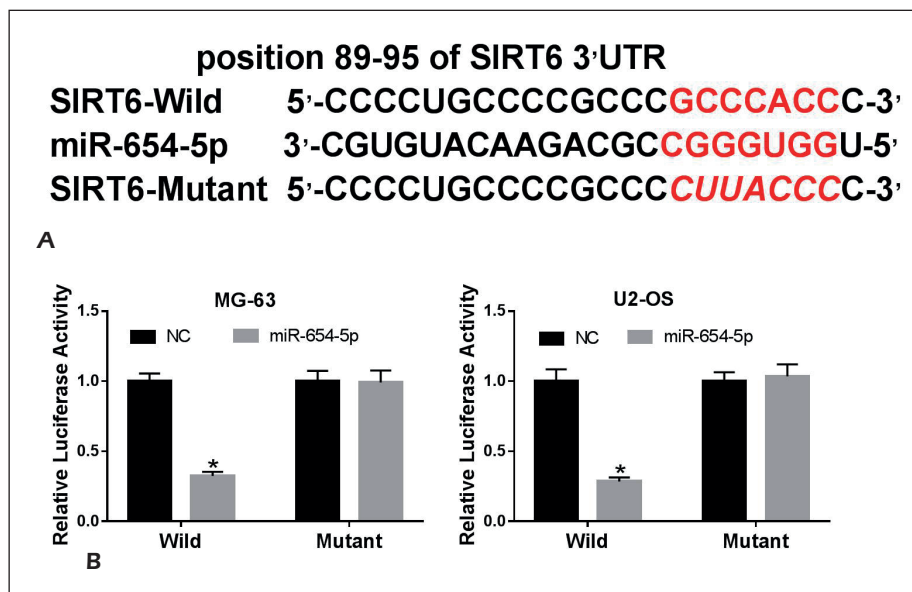 position 89-95 of SIRT6 3'UTR
SIRT6-Wild 5'-CCCCUGCCCCGCCCGCCCACCC-3'
miR-654-5p 3'-CGUGUACAAGACGCCGGGUGGU-5'
SIRT6-Mutant 5'-CCCCUGCCCCGCCCCUUACCCC-3'
A
MG-63
Relative Luciferase Activity
1.5
1.0
0.5
0.0
NC
miR-654-5p
*
Wild
Mutant
U2-OS
Relative Luciferase Activity
1.5
1.0
0.5
0.0
NC
miR-654-5p
*
Wild
Mutant
B